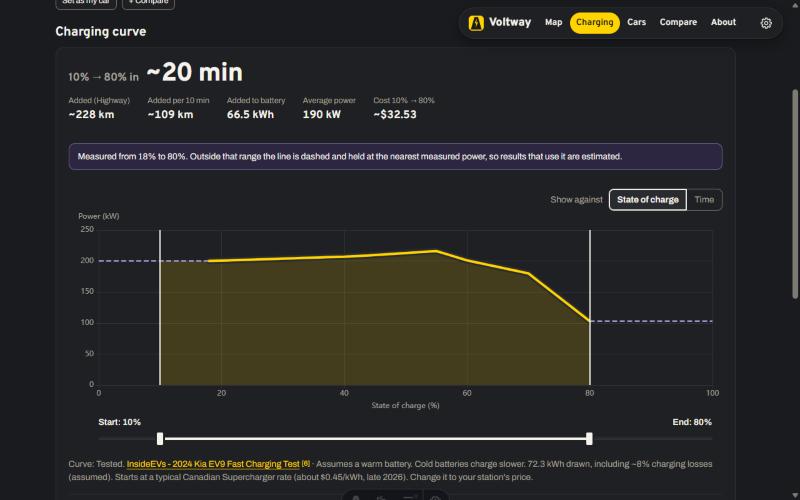 Set as my car + Compare
Voltway Map Charging Cars Compare About
Charging curve
10% → 80% in ~20 min
Added (Highway) Added per 10 min Added to battery Average power Cost 10% → 80%
~228 km ~109 km 66.5 kWh 190 kW ~$32.53
Measured from 18% to 80%. Outside that range the line is dashed and held at the nearest measured power, so results that use it are estimated.
Show against State of charge Time
Power (kW)
250
200
150
100
50
0
0 20 40 60 80 100
State of charge (%)
Start: 10% End: 80%
Curve: Tested. InsideEVs - 2024 Kia EV9 Fast Charging Test [6] · Assumes a warm battery. Cold batteries charge slower. 72.3 kWh drawn, including ~8% charging losses
(assumed). Starts at a typical Canadian Supercharger rate (about $0.45/kWh, late 2026). Change it to your station's price.